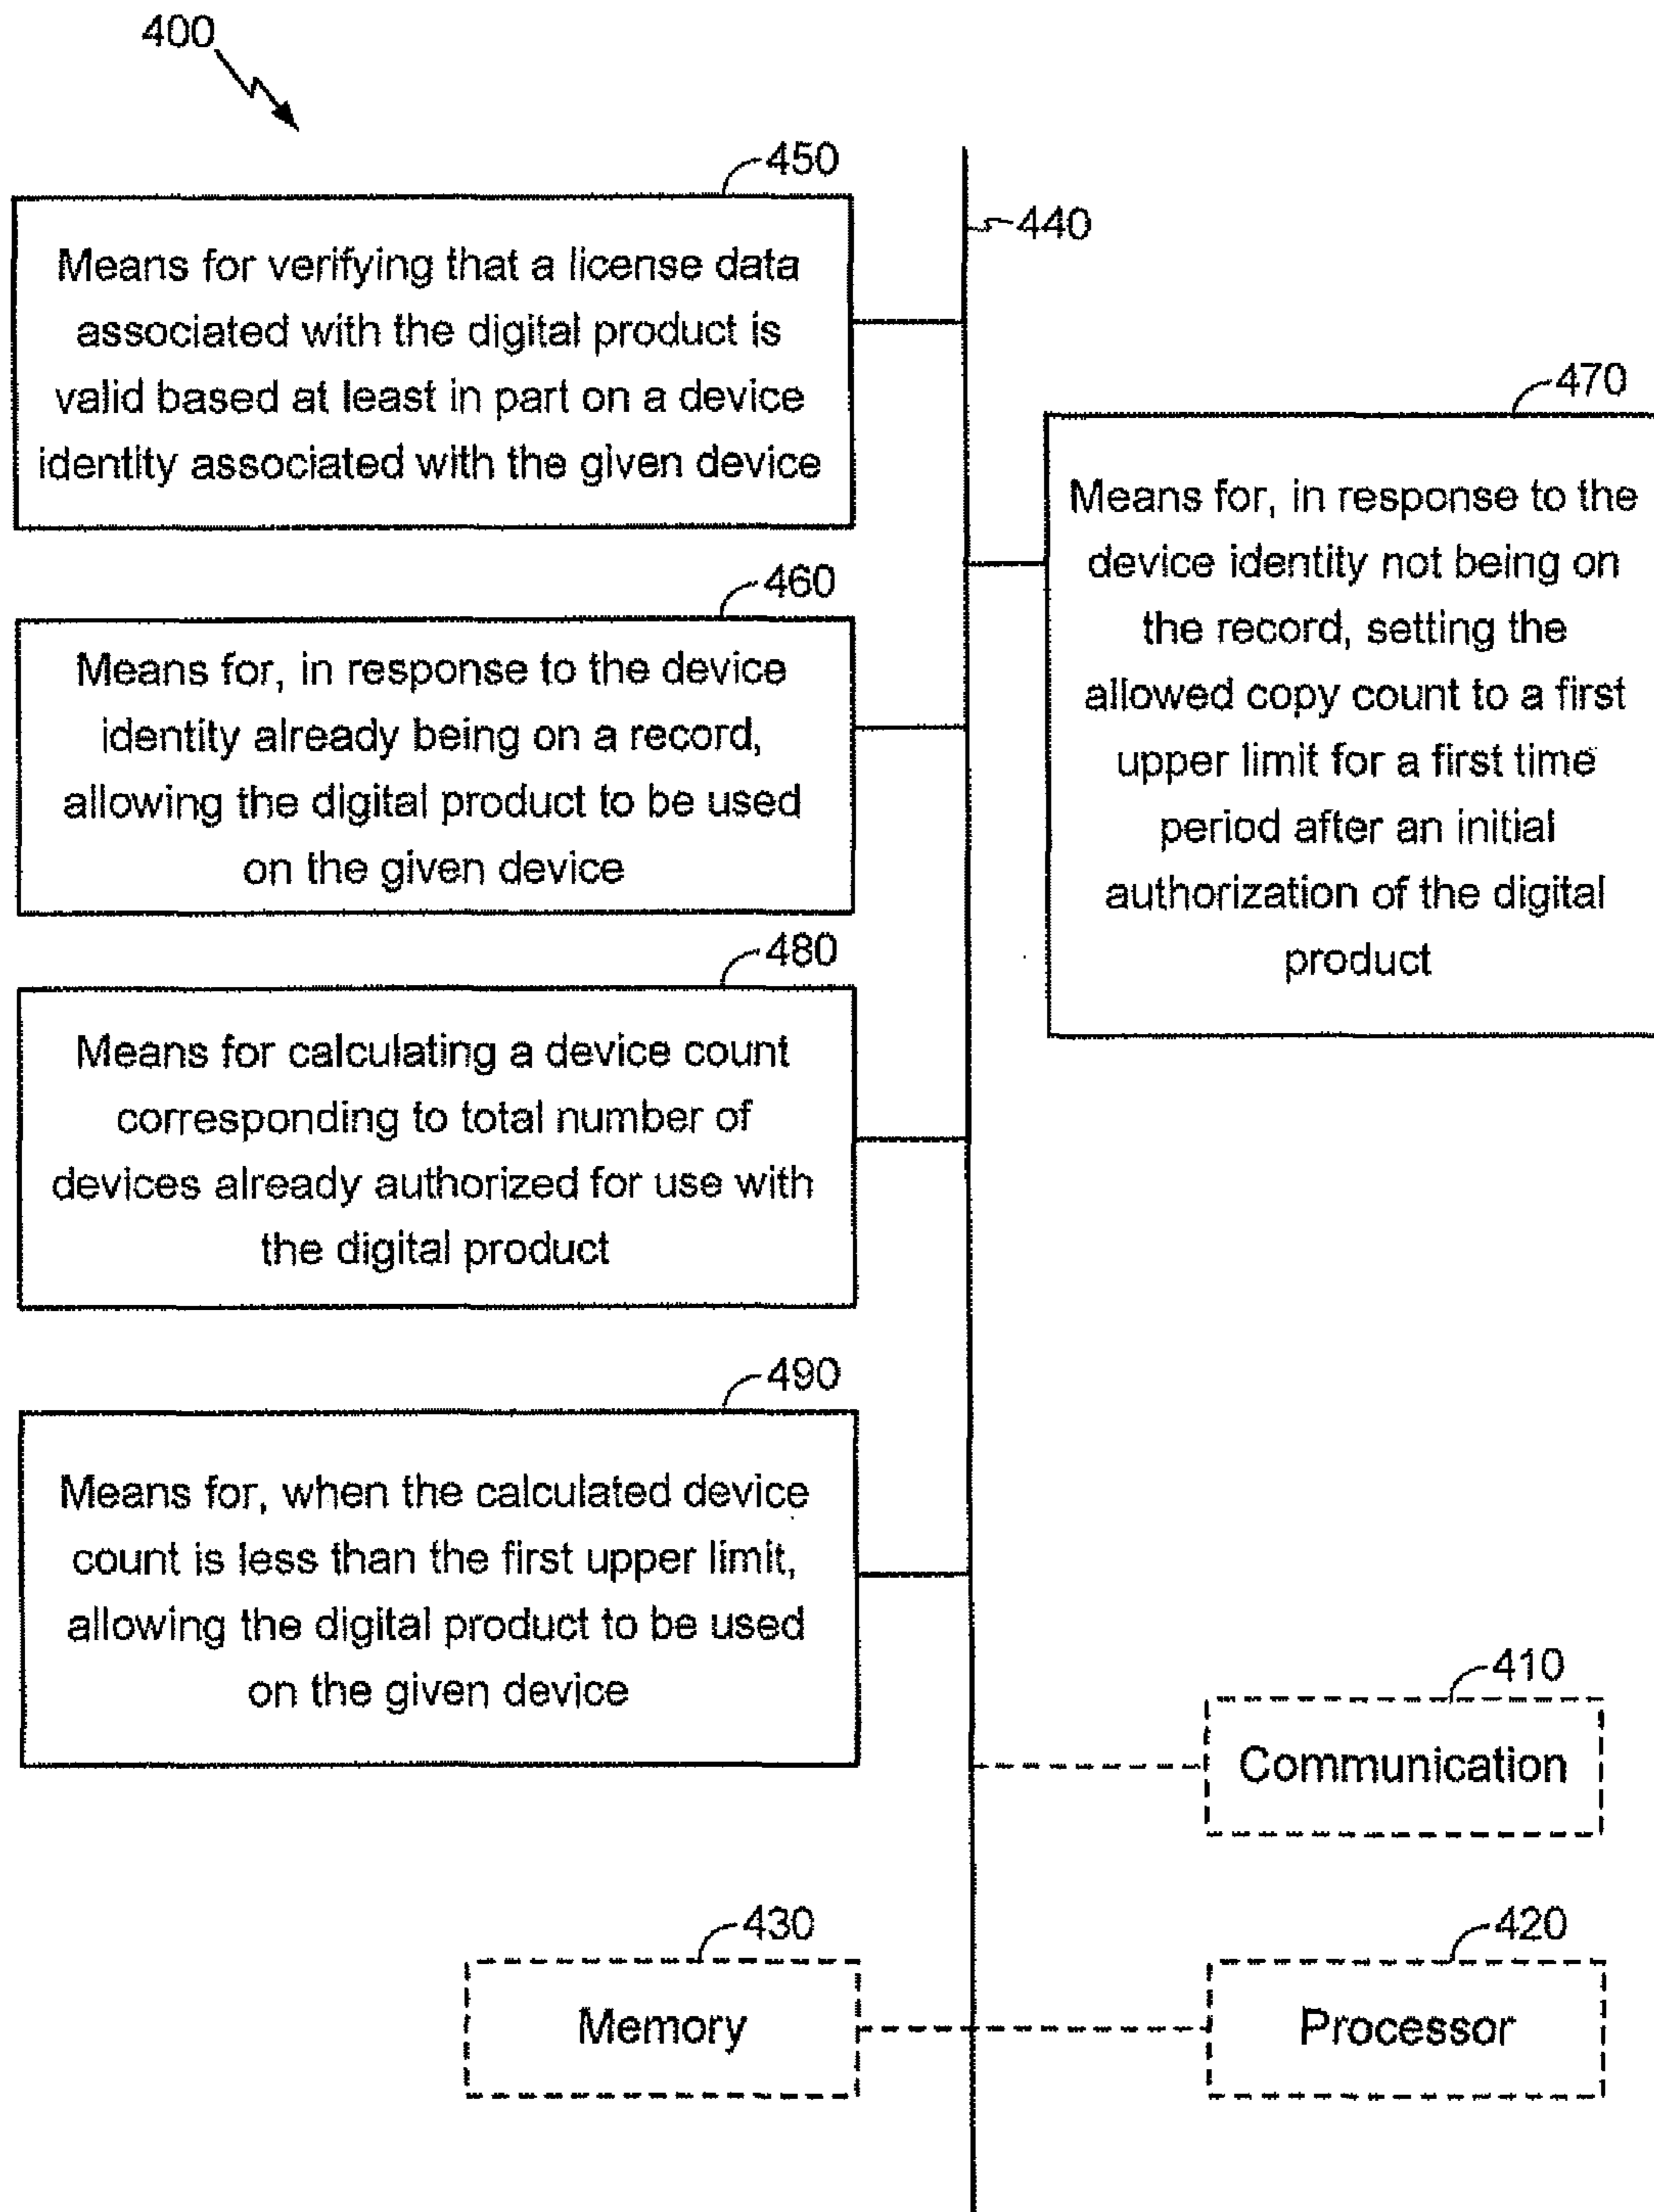 400
450
Means for verifying that a license data
associated with the digital product is
valid based at least in part on a device
identity associated with the given device
440
470
Means for, in response to the
device identity not being on
the record, setting the
allowed copy count to a first
upper limit for a first time
period after an initial
authorization of the digital
product
460
Means for, in response to the device
identity already being on a record,
allowing the digital product to be used
on the given device
480
Means for calculating a device count
corresponding to total number of
devices already authorized for use with
the digital product
490
Means for, when the calculated device
count is less than the first upper limit,
allowing the digital product to be used
on the given device
410
Communication
430
Memory
420
Processor